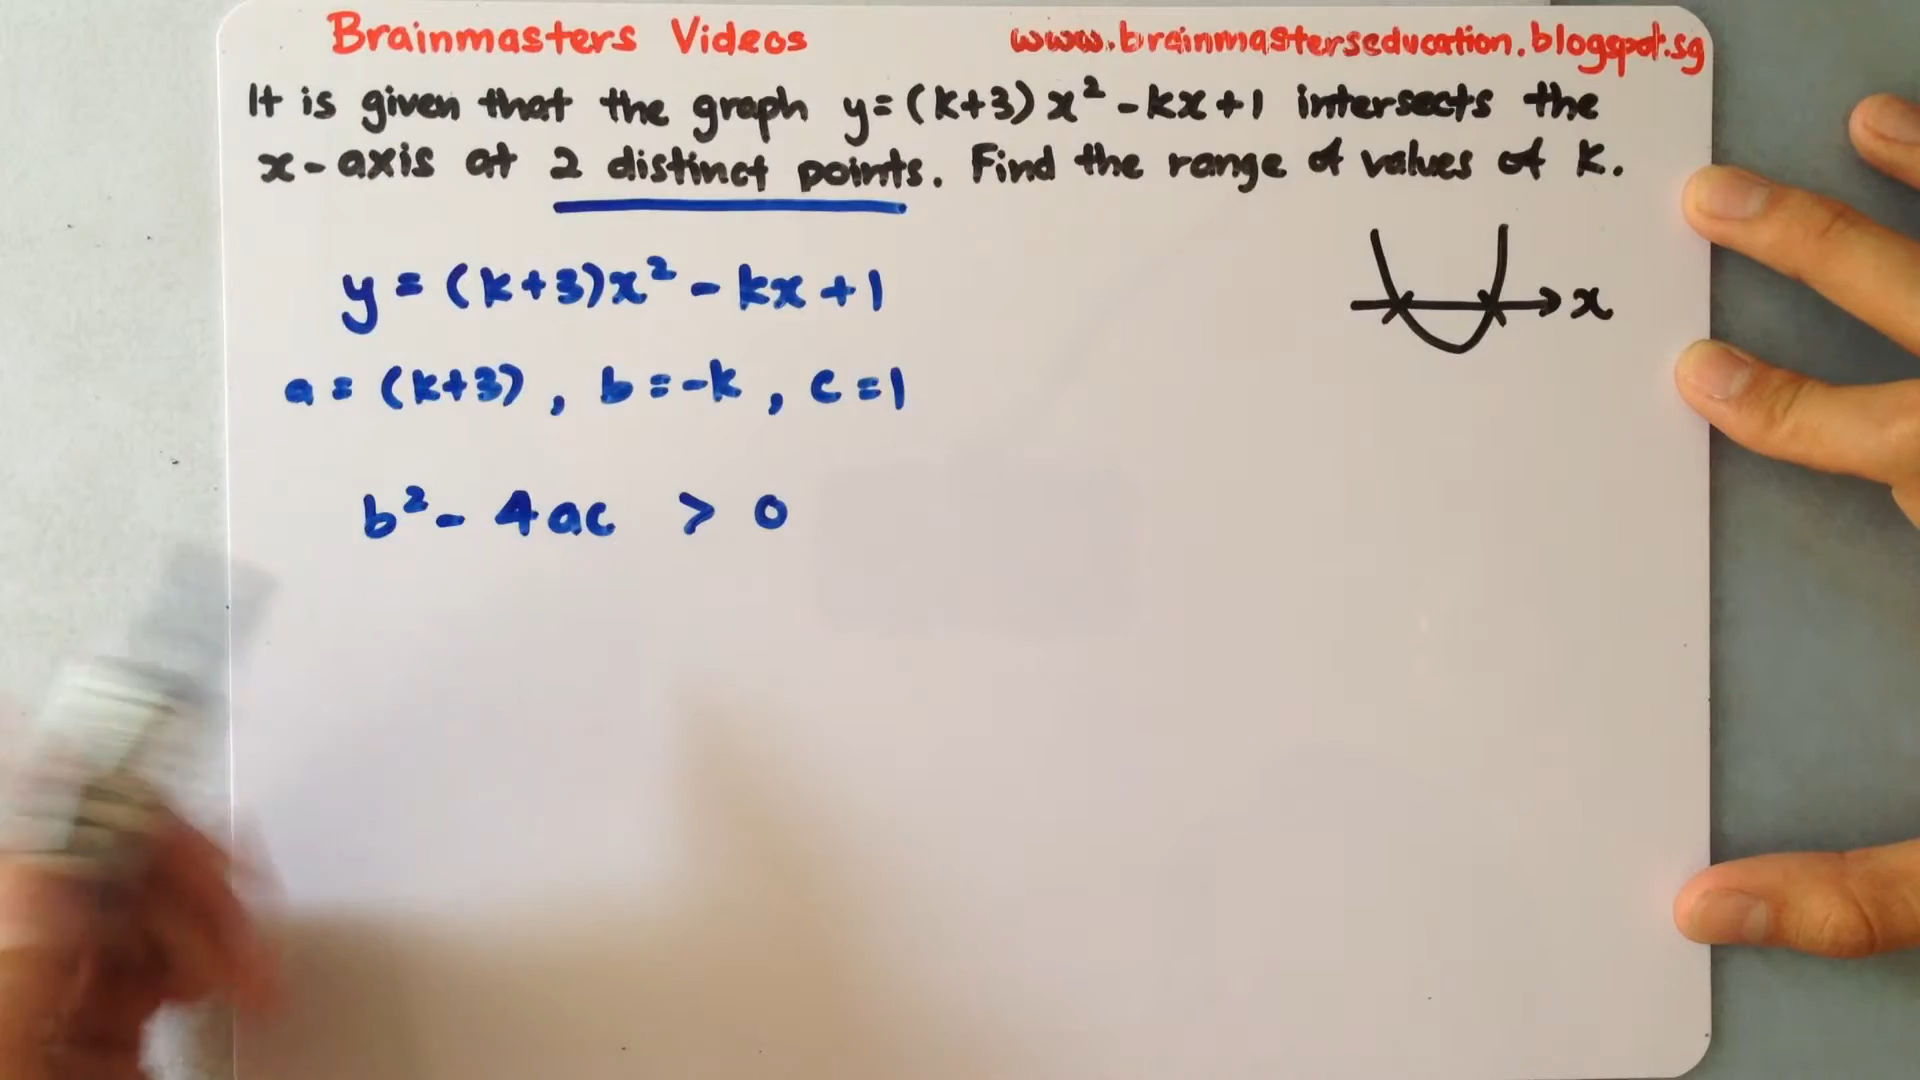 Brainmasters Videos www.brainmasterseducation.blogspot.sg
It is given that the graph y=(k+3)x²-kx+1 intersects the
x-axis at 2 distinct points. Find the range of values of k.
y=(k+3)x²-kx+1
x
a=(k+3), b=-k, c=1
b²-4ac > 0